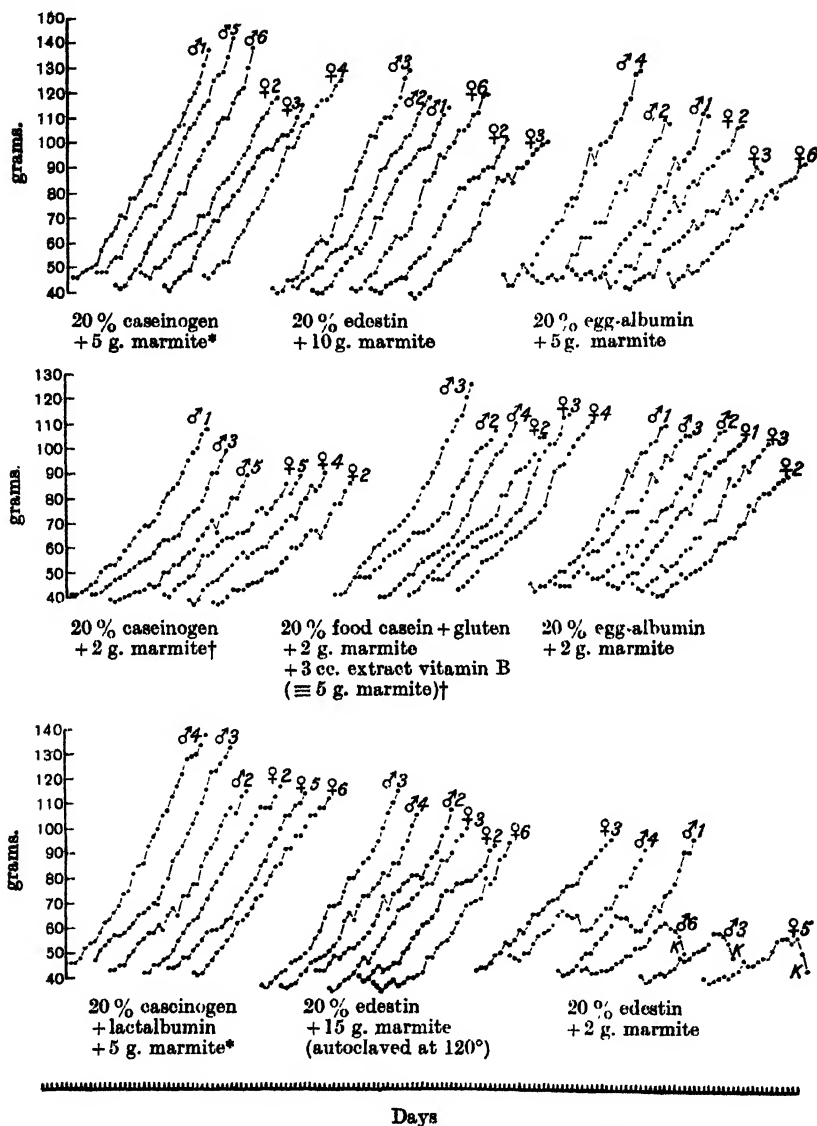 150
140
130
120
110
100
90
80
70
60
50
40
grams.
♂1 ♂5 ♂6 ♀2 ♀3 ♀4
♂3 ♂2 ♂1 ♀6 ♀2 ♀3
♂4 ♂2 ♂1 ♀2 ♀3 ♀6
20 % caseinogen
+ 5 g. marmite*
20 % edestin
+ 10 g. marmite
20 % egg-albumin
+ 5 g. marmite
130
120
110
100
90
80
70
60
50
40
grams.
♂1 ♂3 ♂5 ♀5 ♀4 ♀2
♂3 ♂2 ♂4 ♀2 ♀3 ♀4
♂1 ♂3 ♂2 ♀1 ♀3 ♀2
20 % caseinogen
+ 2 g. marmite†
20 % food casein + gluten
+ 2 g. marmite
+ 3 cc. extract vitamin B
(≡ 5 g. marmite)†
20 % egg-albumin
+ 2 g. marmite
140
130
120
110
100
90
80
70
60
50
40
grams.
♂4 ♂3 ♂2 ♀2 ♀5 ♀6
♂3 ♂4 ♂2 ♀3 ♀2 ♀6
♀3 ♂4 ♂1 ♂6 ♂3 ♀5
K K K
20 % caseinogen
+ lactalbumin
+ 5 g. marmite*
20 % edestin
+ 15 g. marmite
(autoclaved at 120°)
20 % edestin
+ 2 g. marmite
Days